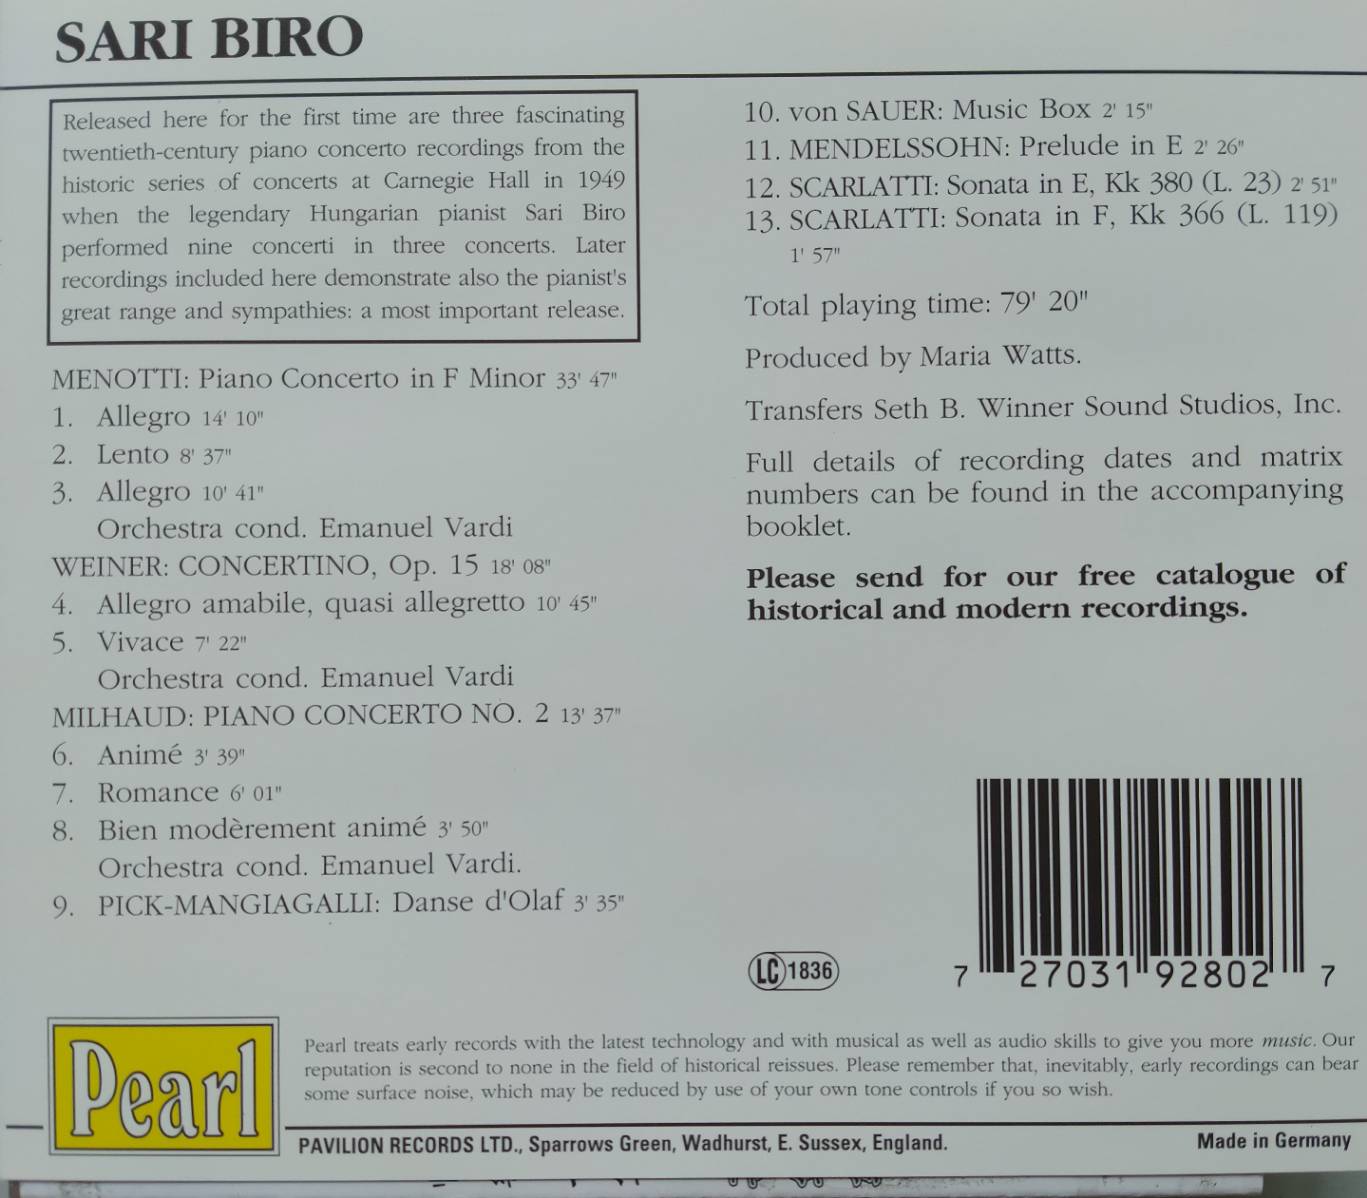 SARI BIRO
Released here for the first time are three fascinating
twentieth-century piano concerto recordings from the
historic series of concerts at Carnegie Hall in 1949
when the legendary Hungarian pianist Sari Biro
performed nine concerti in three concerts. Later
recordings included here demonstrate also the pianist's
great range and sympathies: a most important release.
MENOTTI: Piano Concerto in F Minor 33' 47"
1. Allegro 14' 10"
2. Lento 8' 37"
3. Allegro 10' 41"
Orchestra cond. Emanuel Vardi
WEINER: CONCERTINO, Op. 15 18' 08"
4. Allegro amabile, quasi allegretto 10' 45"
5. Vivace 7' 22"
Orchestra cond. Emanuel Vardi
MILHAUD: PIANO CONCERTO NO. 2 13' 37"
6. Animé 3' 39"
7. Romance 6' 01"
8. Bien modèrement animé 3' 50"
Orchestra cond. Emanuel Vardi.
9. PICK-MANGIAGALLI: Danse d'Olaf 3' 35"
10. von SAUER: Music Box 2' 15"
11. MENDELSSOHN: Prelude in E 2' 26"
12. SCARLATTI: Sonata in E, Kk 380 (L. 23) 2' 51"
13. SCARLATTI: Sonata in F, Kk 366 (L. 119)
1' 57"
Total playing time: 79' 20"
Produced by Maria Watts.
Transfers Seth B. Winner Sound Studios, Inc.
Full details of recording dates and matrix
numbers can be found in the accompanying
booklet.
Please send for our free catalogue of
historical and modern recordings.
LC 1836
7 27031 92802 7
Pearl
Pearl treats early records with the latest technology and with musical as well as audio skills to give you more music. Our
reputation is second to none in the field of historical reissues. Please remember that, inevitably, early recordings can bear
some surface noise, which may be reduced by use of your own tone controls if you so wish.
PAVILION RECORDS LTD., Sparrows Green, Wadhurst, E. Sussex, England.
Made in Germany